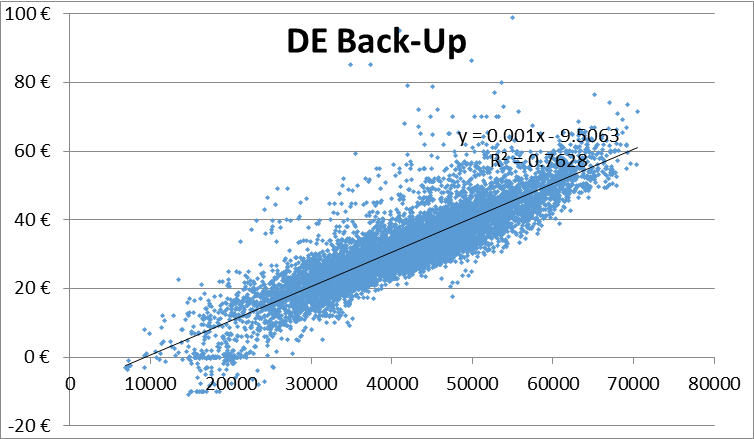 DE Back-Up
100 €
80 €
60 €
40 €
20 €
0 €
-20 €
y = 0.001x - 9.5063
R² = 0.7628
0 10000 20000 30000 40000 50000 60000 70000 80000